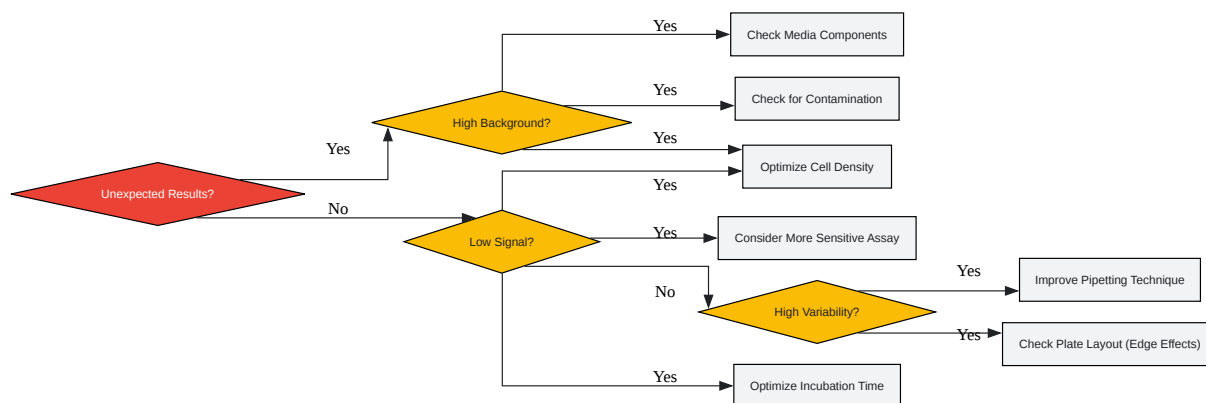 Yes
Check Media Components
Yes
Check for Contamination
High Background?
Yes
Yes
Optimize Cell Density
Unexpected Results?
Yes
No
Low Signal?
Yes
Consider More Sensitive Assay
Yes
Improve Pipetting Technique
No
High Variability?
Yes
Check Plate Layout (Edge Effects)
Yes
Optimize Incubation Time